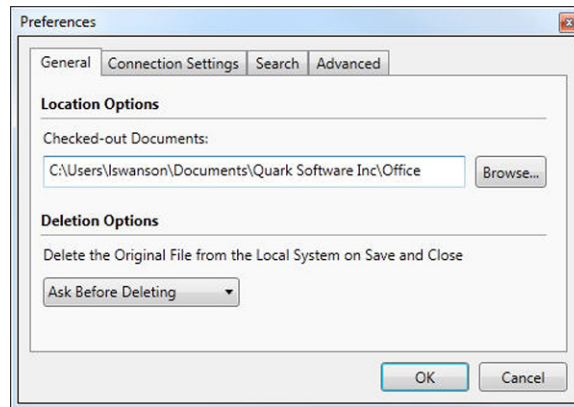 Preferences
General
Connection Settings
Search
Advanced
Location Options
Checked-out Documents:
C:\Users\lswanson\Documents\Quark Software Inc\Office
Browse...
Deletion Options
Delete the Original File from the Local System on Save and Close
Ask Before Deleting
OK
Cancel